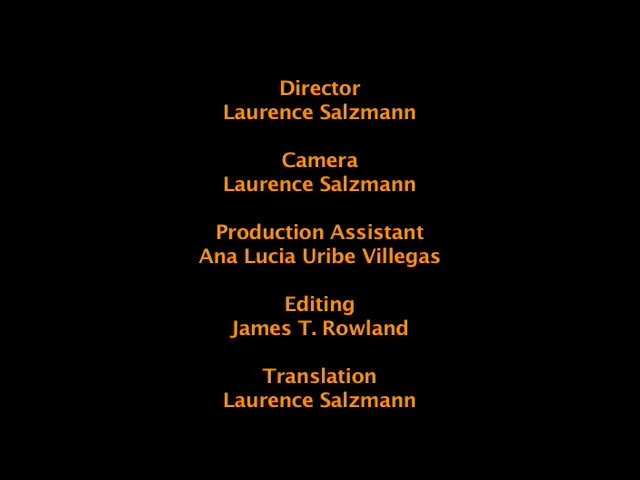 Director
Laurence Salzmann
Camera
Laurence Salzmann
Production Assistant
Ana Lucia Uribe Villegas
Editing
James T. Rowland
Translation
Laurence Salzmann